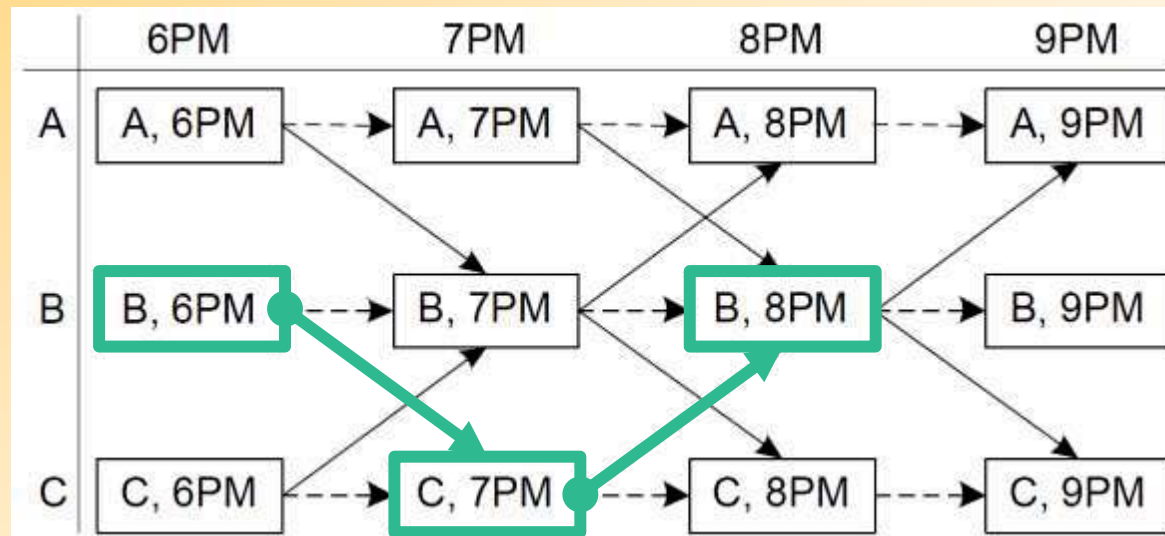 6PM 7PM 8PM 9PM
A A, 6PM A, 7PM A, 8PM A, 9PM
B B, 6PM B, 7PM B, 8PM B, 9PM
C C, 6PM C, 7PM C, 8PM C, 9PM